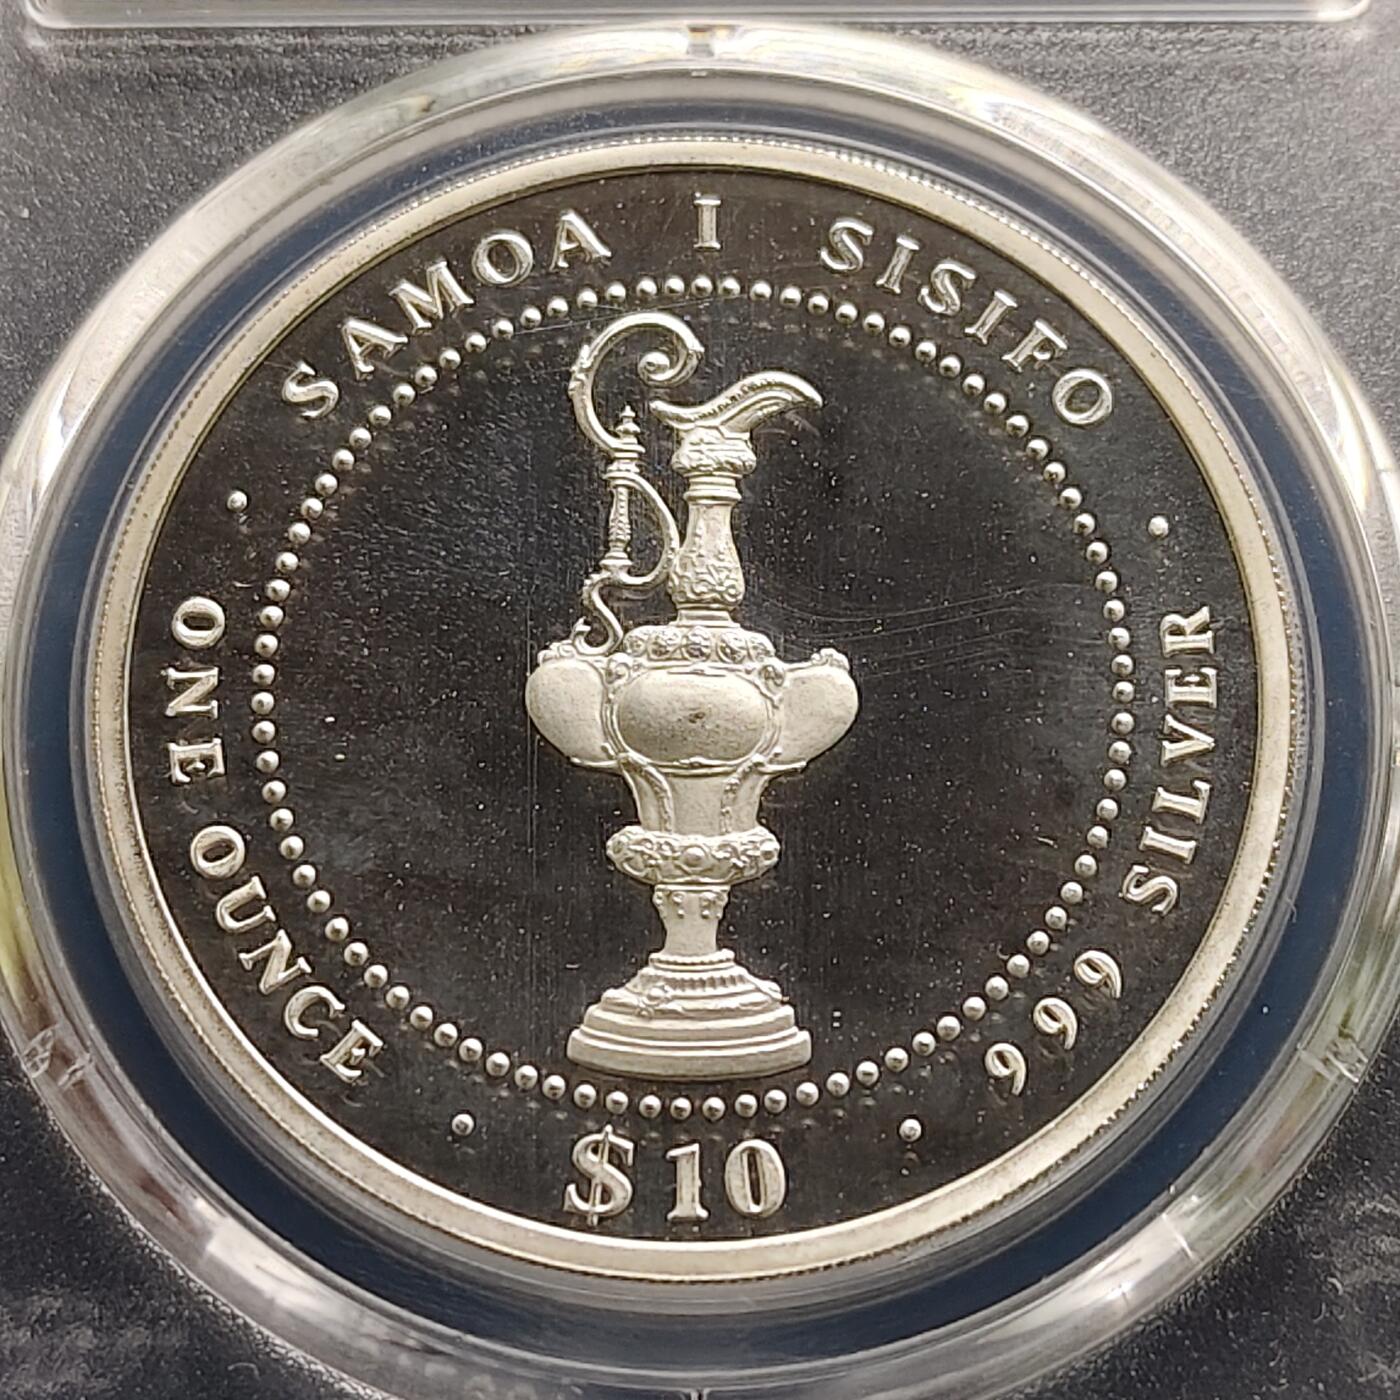 SAMOA I SISIFO
ONE OUNCE
999 SILVER
$10